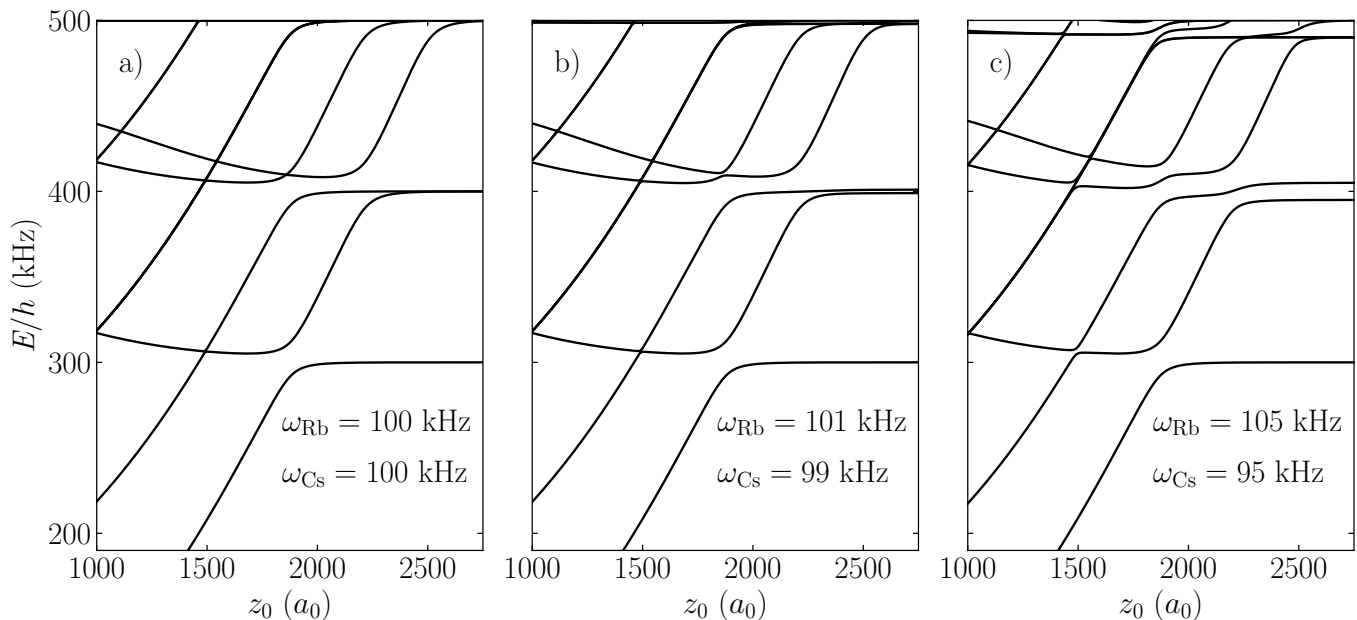 500
400
300
200
E/h (kHz)
a)
ω_Rb = 100 kHz
ω_Cs = 100 kHz
1000 1500 2000 2500
z_0 (a_0)
b)
ω_Rb = 101 kHz
ω_Cs = 99 kHz
1000 1500 2000 2500
z_0 (a_0)
c)
ω_Rb = 105 kHz
ω_Cs = 95 kHz
1000 1500 2000 2500
z_0 (a_0)